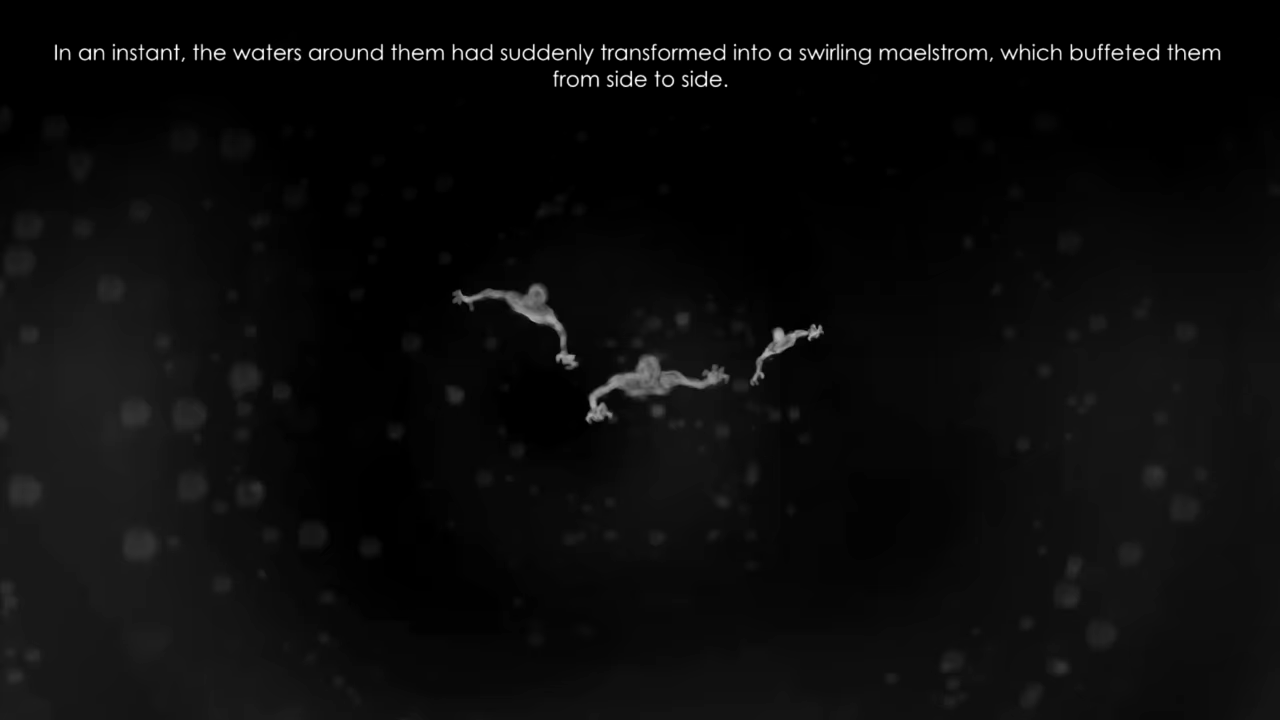 In an instant, the waters around them had suddenly transformed into a swirling maelstrom, which buffeted them
from side to side.